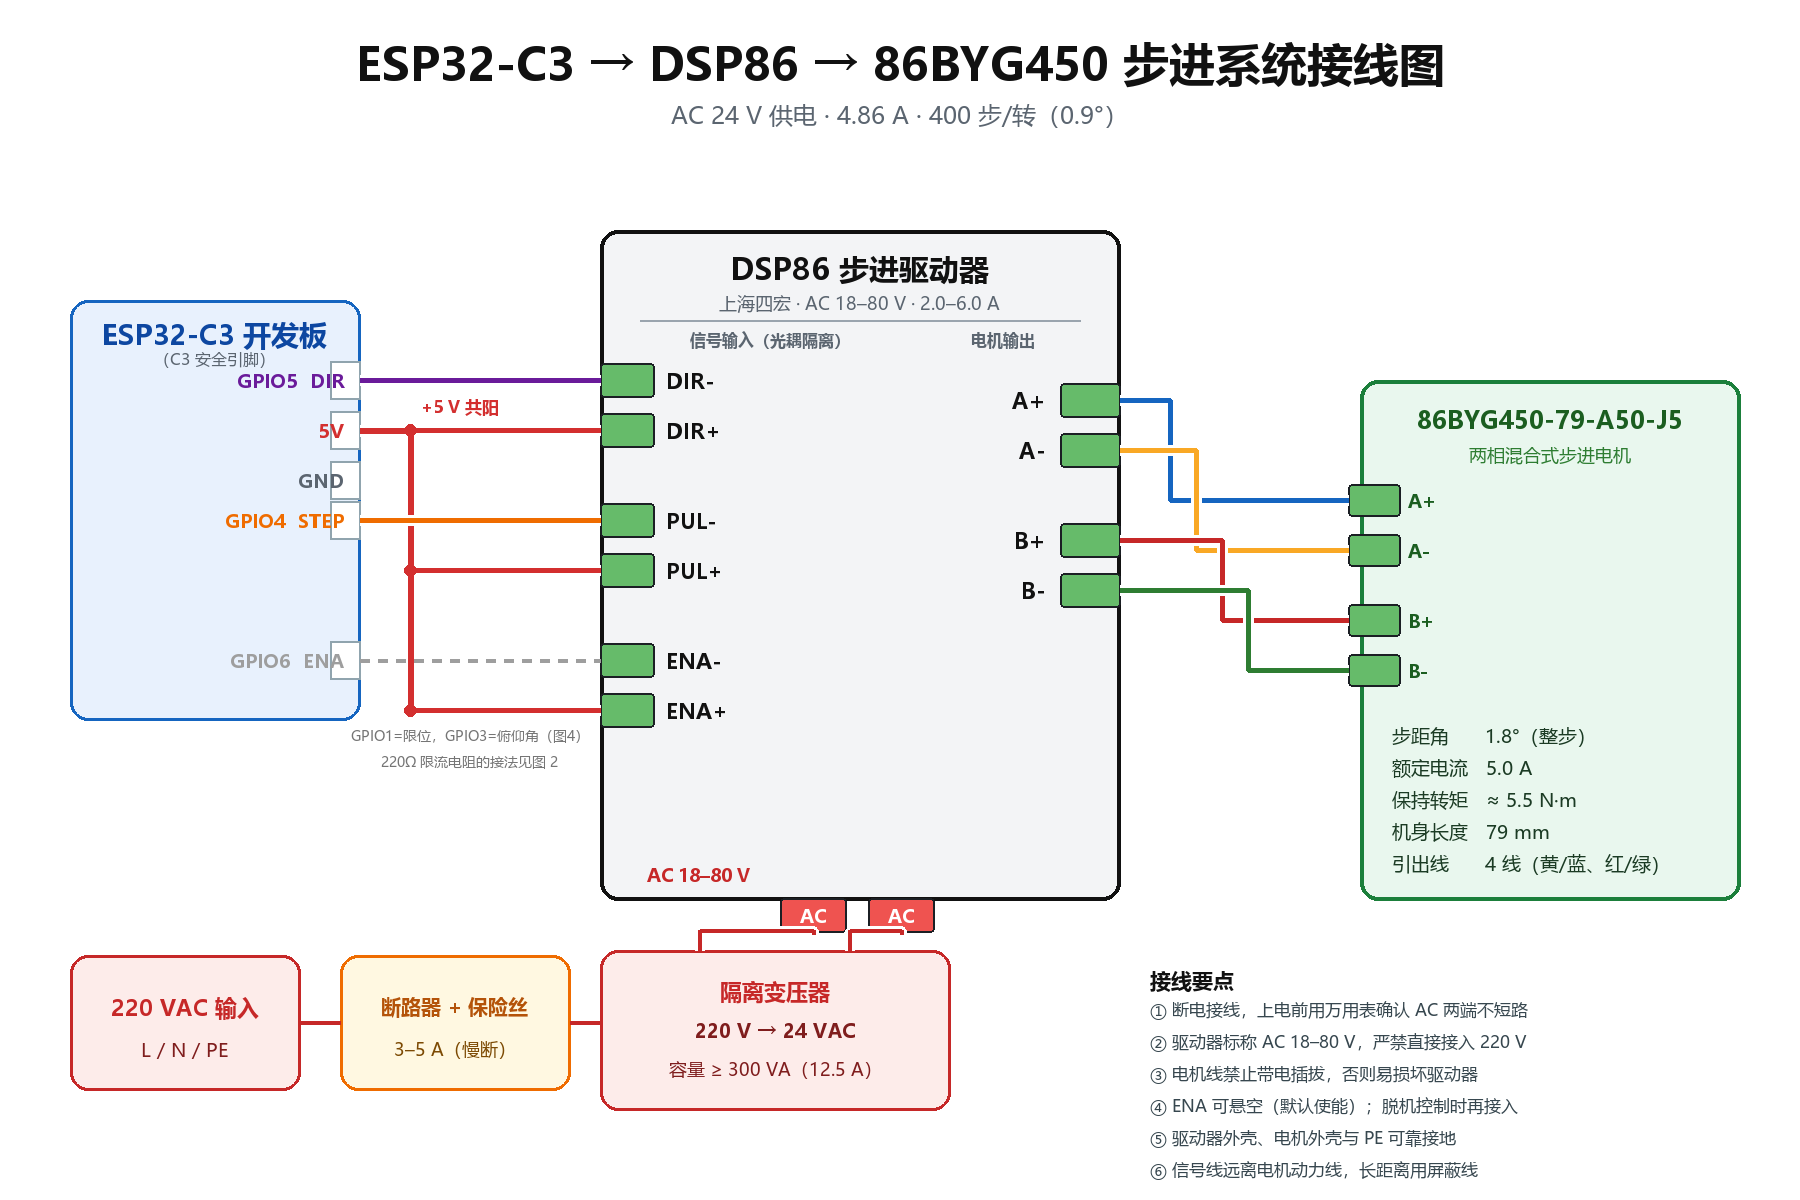 ESP32-C3 → DSP86 → 86BYG450 步进系统接线图
AC 24 V 供电 · 4.86 A · 400 步/转（0.9°）
ESP32-C3 开发板
（C3 安全引脚）
GPIO5 DIR
5V
GND
GPIO4 STEP
GPIO6 ENA
+5 V 共阳
GPIO1=限位，GPIO3=俯仰角（图4）
220Ω 限流电阻的接法见图 2
DSP86 步进驱动器
上海四宏 · AC 18–80 V · 2.0–6.0 A
信号输入（光耦隔离）
电机输出
DIR-
DIR+
PUL-
PUL+
ENA-
ENA+
A+
A-
B+
B-
AC 18–80 V
AC
AC
86BYG450-79-A50-J5
两相混合式步进电机
A+
A-
B+
B-
步距角 1.8°（整步）
额定电流 5.0 A
保持转矩 ≈ 5.5 N·m
机身长度 79 mm
引出线 4 线（黄/蓝、红/绿）
220 VAC 输入
L / N / PE
断路器 + 保险丝
3–5 A（慢断）
隔离变压器
220 V → 24 VAC
容量 ≥ 300 VA（12.5 A）
接线要点
① 断电接线，上电前用万用表确认 AC 两端不短路
② 驱动器标称 AC 18–80 V，严禁直接接入 220 V
③ 电机线禁止带电插拔，否则易损坏驱动器
④ ENA 可悬空（默认使能）；脱机控制时再接入
⑤ 驱动器外壳、电机外壳与 PE 可靠接地
⑥ 信号线远离电机动力线，长距离用屏蔽线